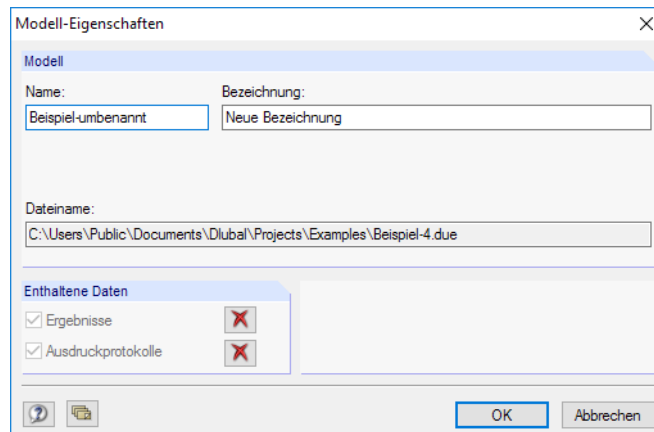 Modell-Eigenschaften
Modell
Name: Bezeichnung:
Beispiel-umbenannt Neue Bezeichnung
Dateiname:
C:\Users\Public\Documents\Dlubal\Projects\Examples\Beispiel-4.due
Enthaltene Daten
Ergebnisse
Ausdruckprotokolle
OK Abbrechen